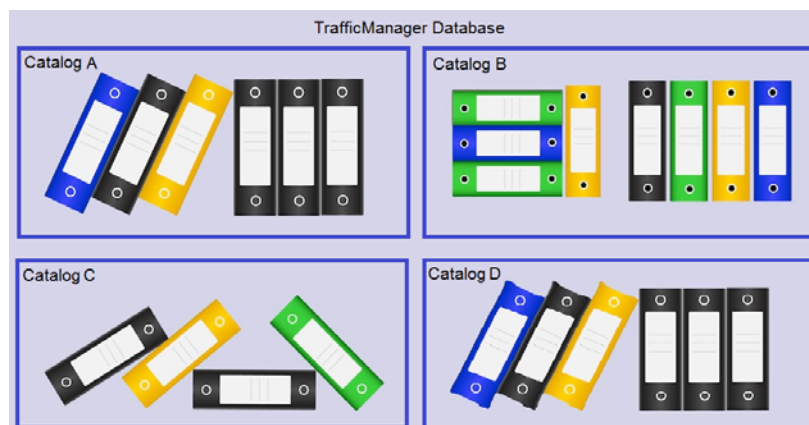 TrafficManager Database
Catalog A
Catalog B
Catalog C
Catalog D